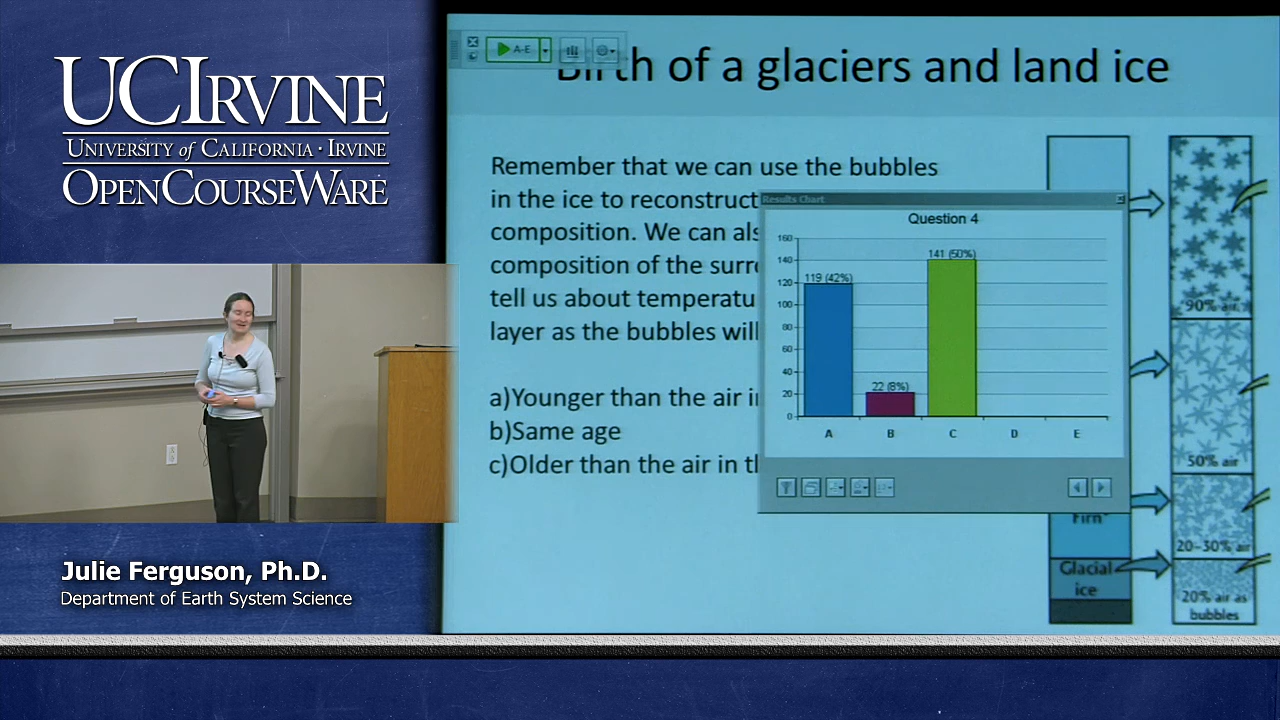 UCIRVINE
UNIVERSITY of CALIFORNIA · IRVINE
OPENCOURSEWARE
Julie Ferguson, Ph.D.
Department of Earth System Science
A-E
Birth of a glaciers and land ice
Remember that we can use the bubbles
in the ice to reconstruct
composition. We can als
composition of the surr
tell us about temperatu
layer as the bubbles will
a)Younger than the air i
b)Same age
c)Older than the air in th
Results Chart
Question 4
160
140
120
100
80
60
40
20
0
119 (42%)
22 (8%)
141 (50%)
A
B
C
D
E
90% air
50% air
Firn
20-30% air
Glacial
ice
20% air as
bubbles